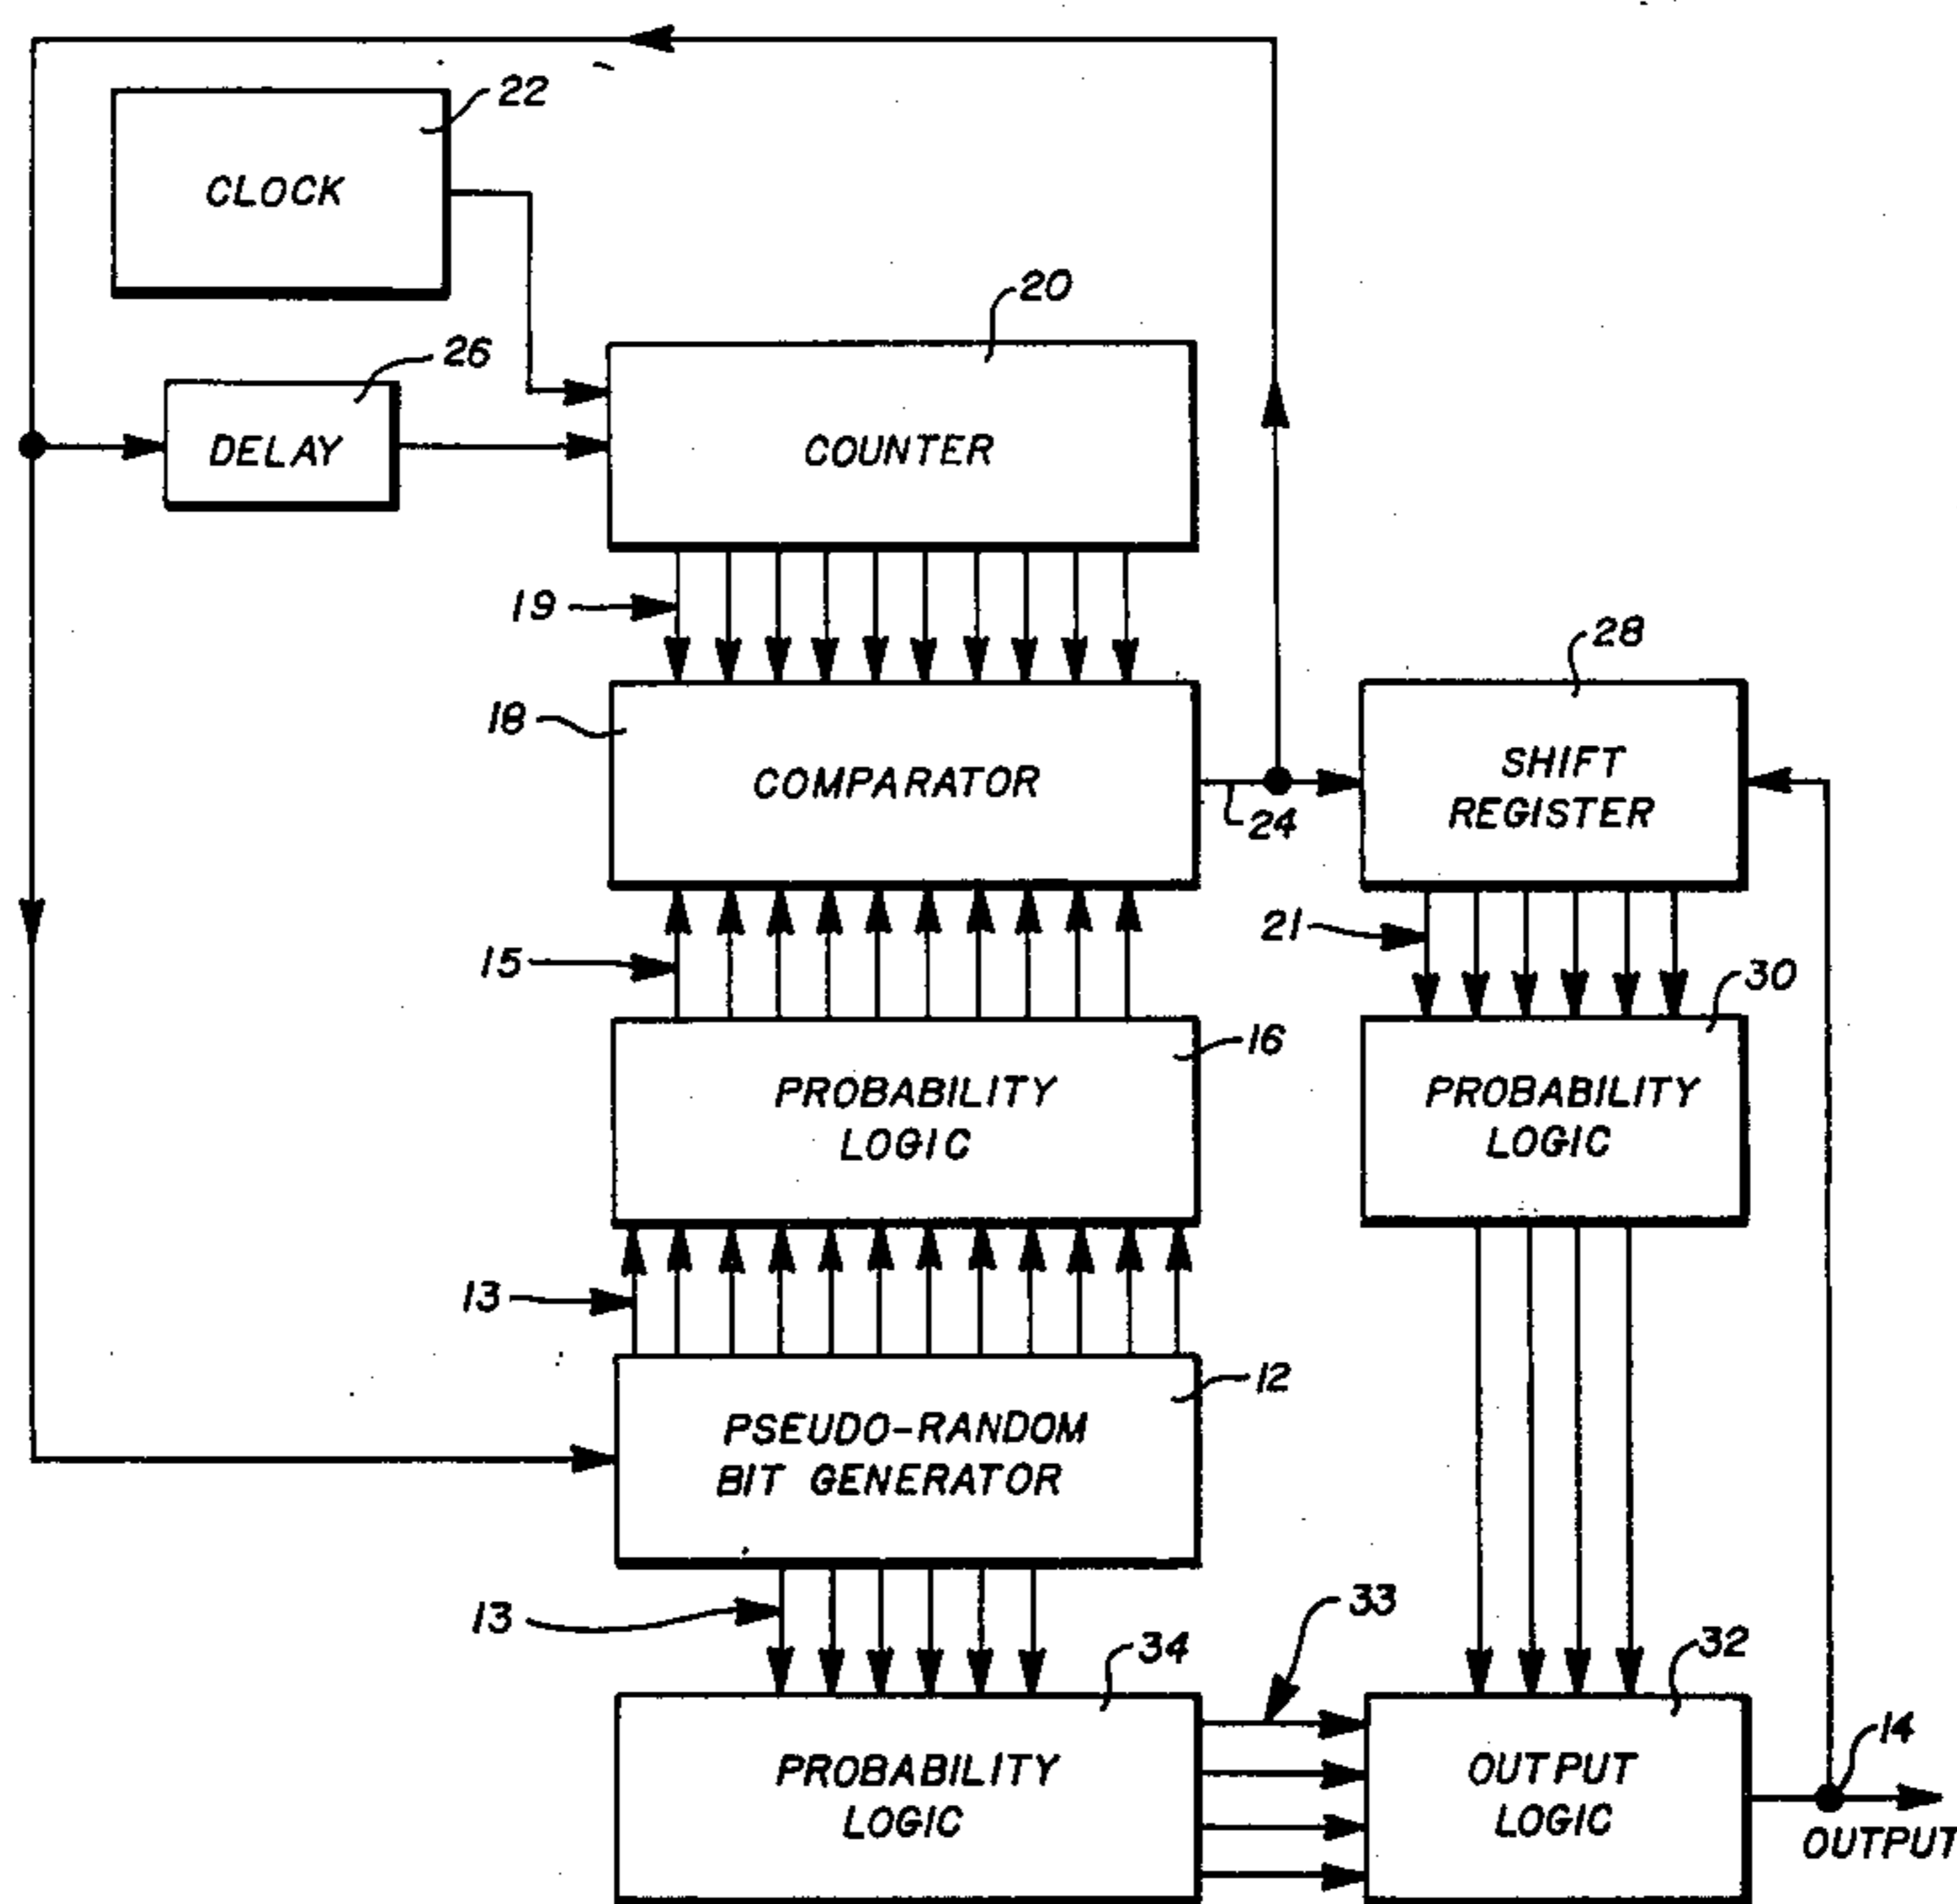 22
CLOCK
20
26
DELAY
COUNTER
19
28
18
COMPARATOR
SHIFT
REGISTER
24
21
15
30
16
PROBABILITY
LOGIC
PROBABILITY
LOGIC
13
12
PSEUDO-RANDOM
BIT GENERATOR
33
13
34
32
14
PROBABILITY
LOGIC
OUTPUT
LOGIC
OUTPUT